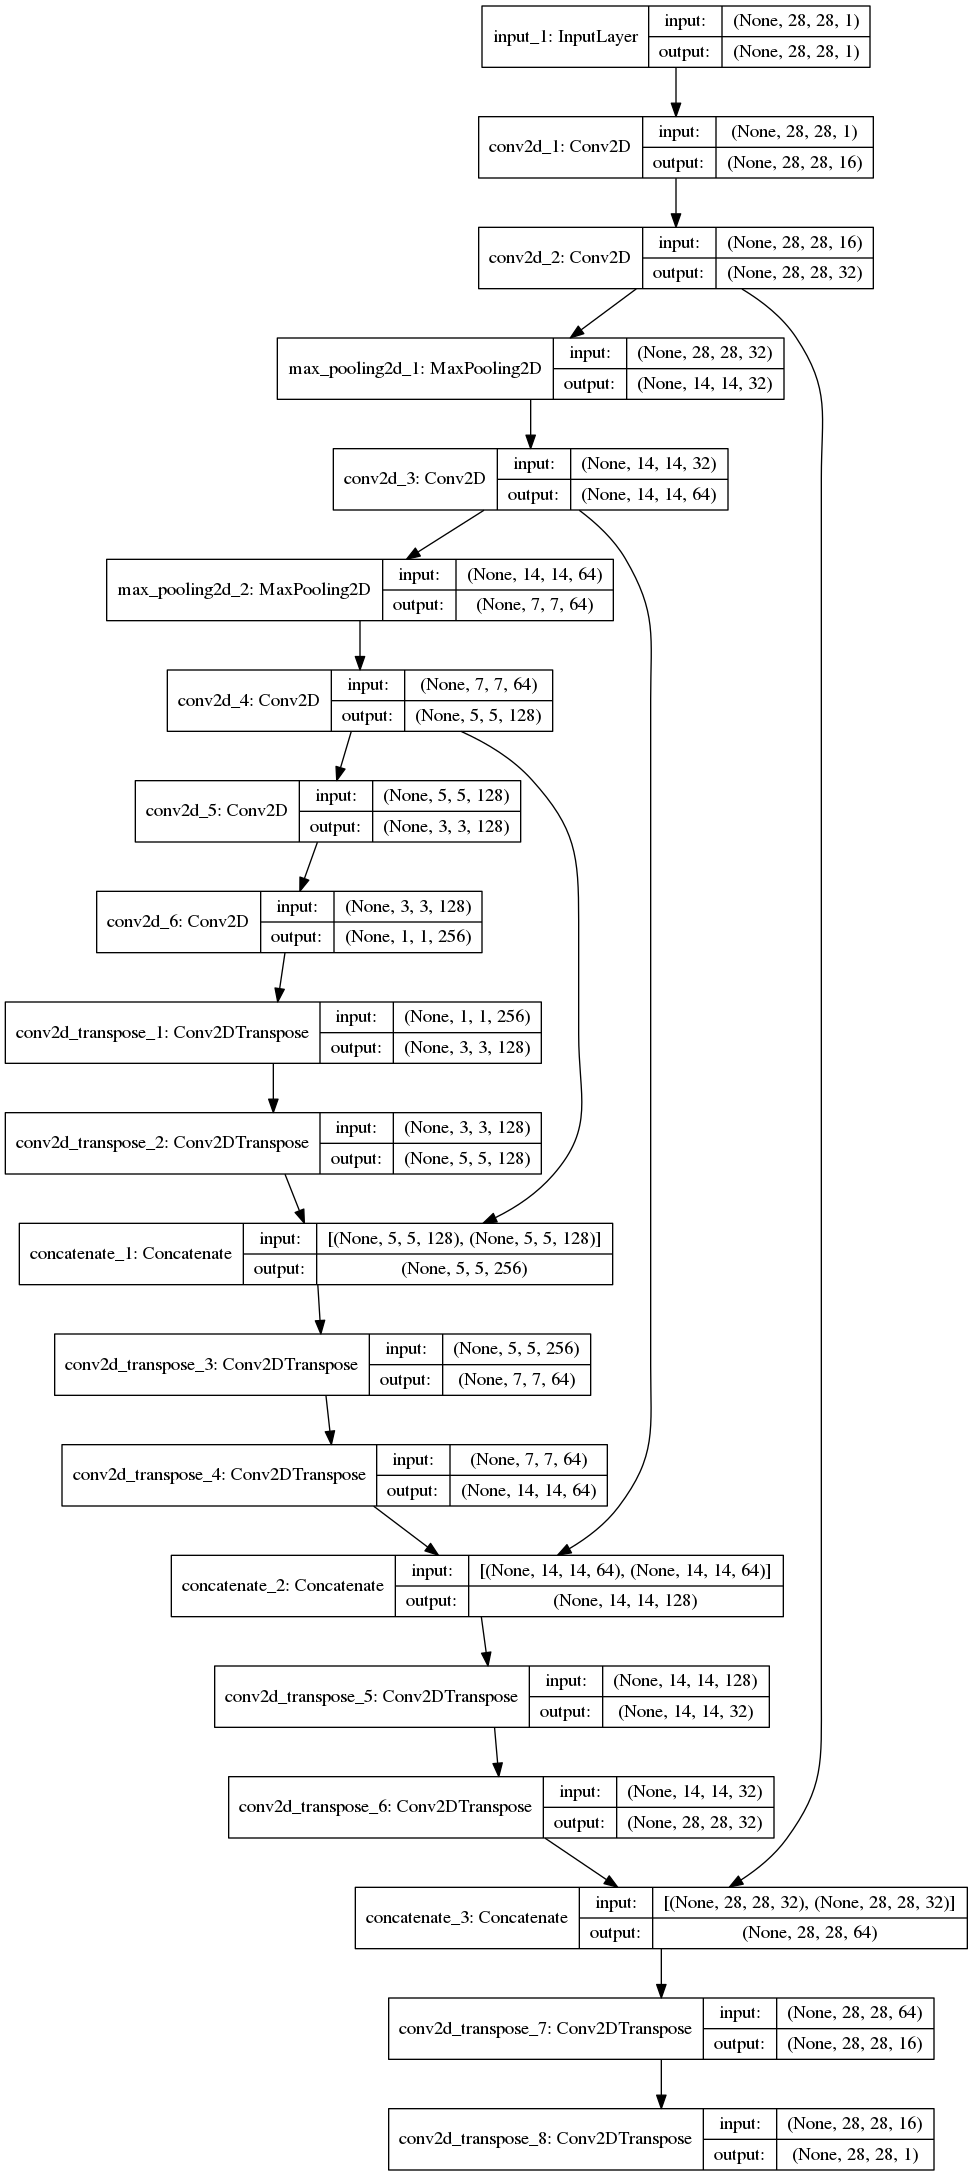 input_1: InputLayer
input:
(None, 28, 28, 1)
output:
(None, 28, 28, 1)
conv2d_1: Conv2D
input:
(None, 28, 28, 1)
output:
(None, 28, 28, 16)
conv2d_2: Conv2D
input:
(None, 28, 28, 16)
output:
(None, 28, 28, 32)
max_pooling2d_1: MaxPooling2D
input:
(None, 28, 28, 32)
output:
(None, 14, 14, 32)
conv2d_3: Conv2D
input:
(None, 14, 14, 32)
output:
(None, 14, 14, 64)
max_pooling2d_2: MaxPooling2D
input:
(None, 14, 14, 64)
output:
(None, 7, 7, 64)
conv2d_4: Conv2D
input:
(None, 7, 7, 64)
output:
(None, 5, 5, 128)
conv2d_5: Conv2D
input:
(None, 5, 5, 128)
output:
(None, 3, 3, 128)
conv2d_6: Conv2D
input:
(None, 3, 3, 128)
output:
(None, 1, 1, 256)
conv2d_transpose_1: Conv2DTranspose
input:
(None, 1, 1, 256)
output:
(None, 3, 3, 128)
conv2d_transpose_2: Conv2DTranspose
input:
(None, 3, 3, 128)
output:
(None, 5, 5, 128)
concatenate_1: Concatenate
input:
[(None, 5, 5, 128), (None, 5, 5, 128)]
output:
(None, 5, 5, 256)
conv2d_transpose_3: Conv2DTranspose
input:
(None, 5, 5, 256)
output:
(None, 7, 7, 64)
conv2d_transpose_4: Conv2DTranspose
input:
(None, 7, 7, 64)
output:
(None, 14, 14, 64)
concatenate_2: Concatenate
input:
[(None, 14, 14, 64), (None, 14, 14, 64)]
output:
(None, 14, 14, 128)
conv2d_transpose_5: Conv2DTranspose
input:
(None, 14, 14, 128)
output:
(None, 14, 14, 32)
conv2d_transpose_6: Conv2DTranspose
input:
(None, 14, 14, 32)
output:
(None, 28, 28, 32)
concatenate_3: Concatenate
input:
[(None, 28, 28, 32), (None, 28, 28, 32)]
output:
(None, 28, 28, 64)
conv2d_transpose_7: Conv2DTranspose
input:
(None, 28, 28, 64)
output:
(None, 28, 28, 16)
conv2d_transpose_8: Conv2DTranspose
input:
(None, 28, 28, 16)
output:
(None, 28, 28, 1)